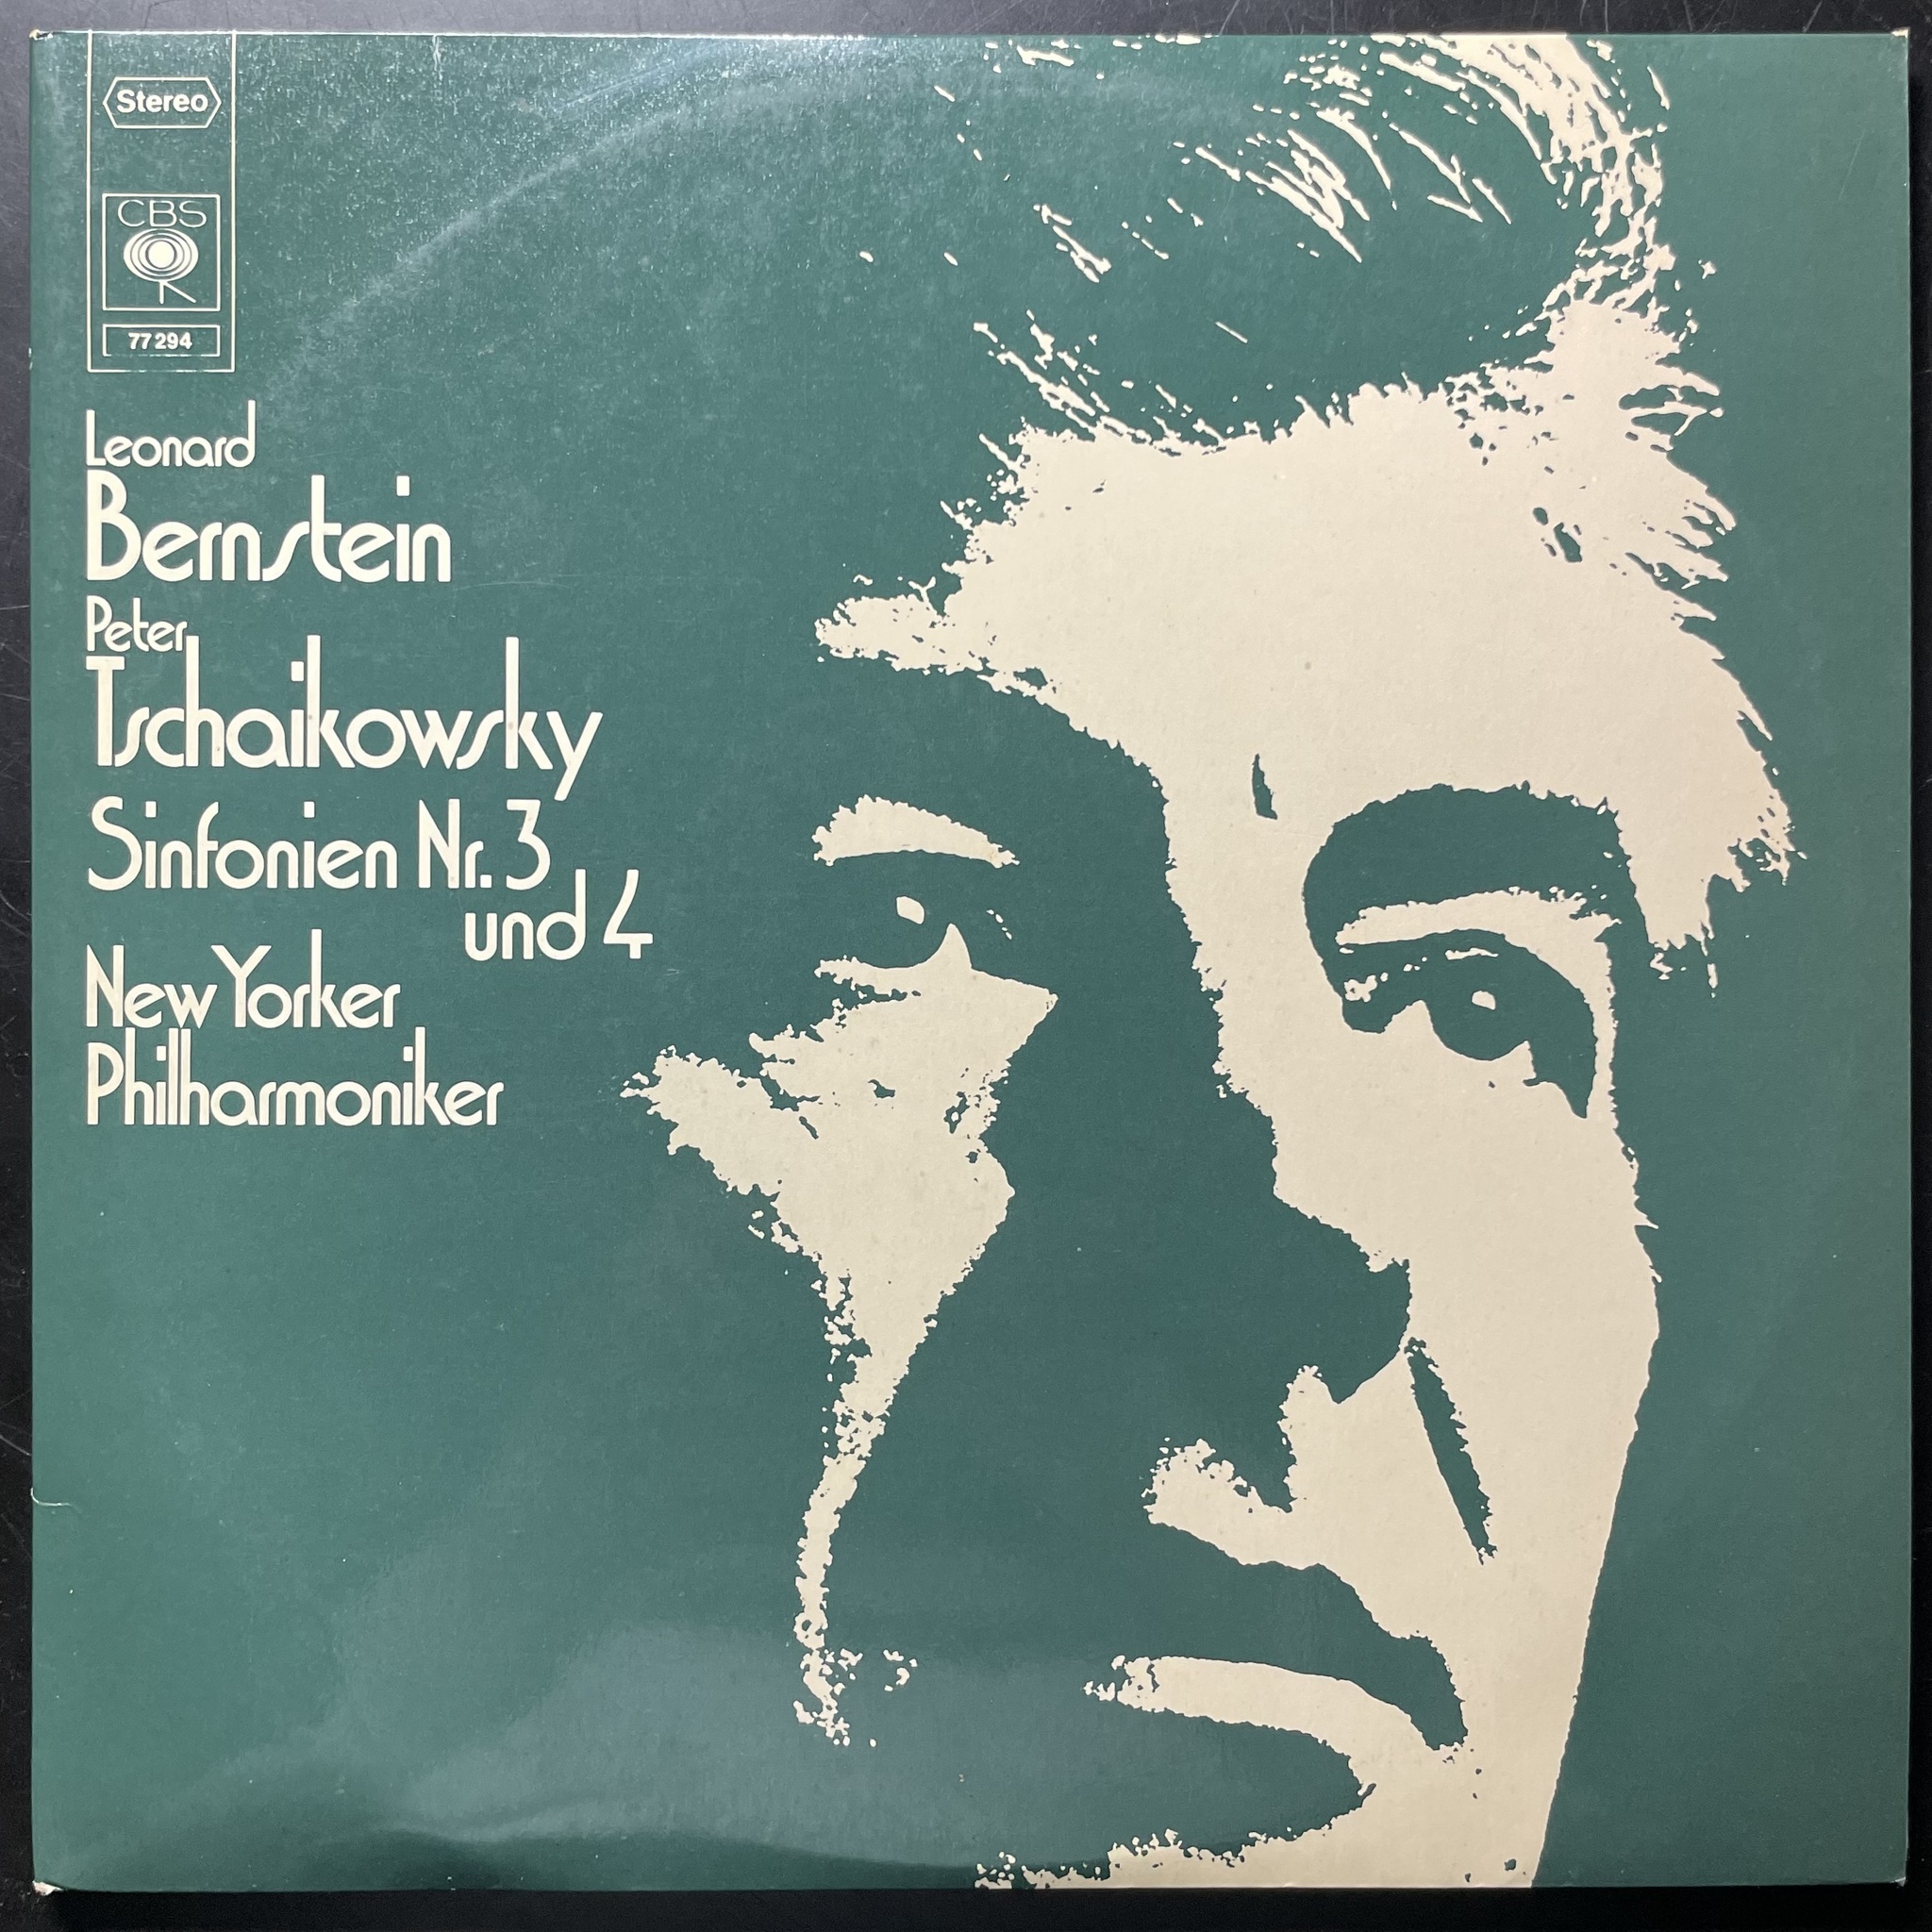 Stereo
CBS
77 294
Leonard
Bernstein
Peter
Tschaikowsky
Sinfonien Nr. 3
und 4
New Yorker
Philharmoniker